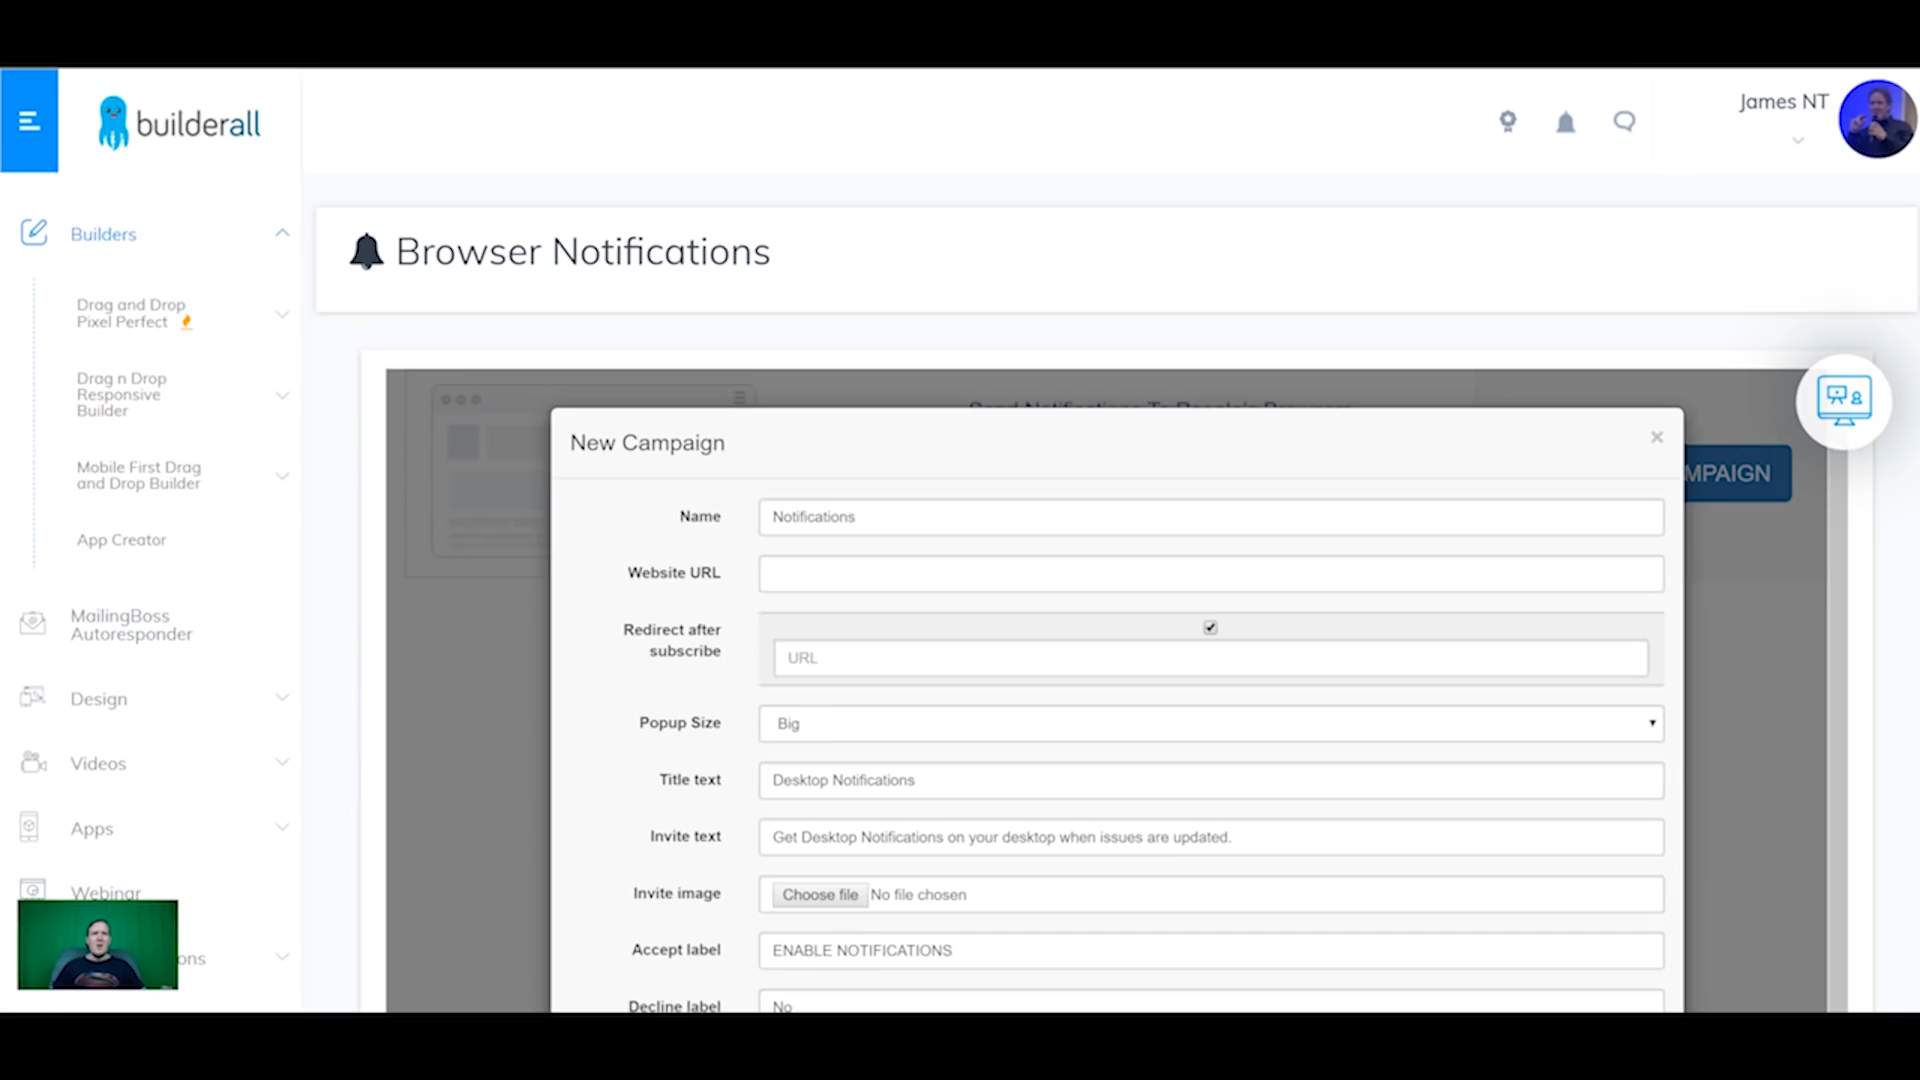 builderall
James NT
Builders
Browser Notifications
Drag and Drop
Pixel Perfect
Drag n Drop
Responsive
Builder
New Campaign
×
MPAIGN
Mobile First Drag
and Drop Builder
Name
Notifications
App Creator
Website URL
MailingBoss
Autoresponder
Redirect after
subscribe
URL
Design
Popup Size
Big
Videos
Title text
Desktop Notifications
Apps
Invite text
Get Desktop Notifications on your desktop when issues are updated.
Webinar
Invite image
Choose file No file chosen
ons
Accept label
ENABLE NOTIFICATIONS
Decline label
No